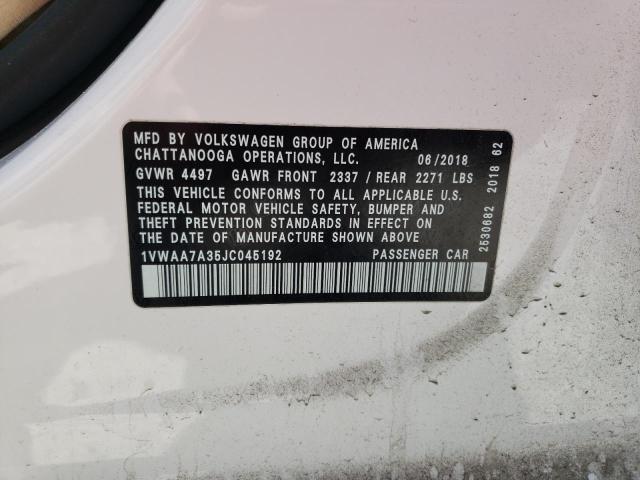 MFD BY VOLKSWAGEN GROUP OF AMERICA
CHATTANOOGA OPERATIONS, LLC. 06/2018
GVWR 4497 GAWR FRONT 2337 / REAR 2271 LBS
THIS VEHICLE CONFORMS TO ALL APPLICABLE U.S.
FEDERAL MOTOR VEHICLE SAFETY, BUMPER AND
THEFT PREVENTION STANDARDS IN EFFECT ON
THE DATE OF MANUFACTURE SHOWN ABOVE.
1VWAA7A35JC045192 PASSENGER CAR
2530682 2018 62